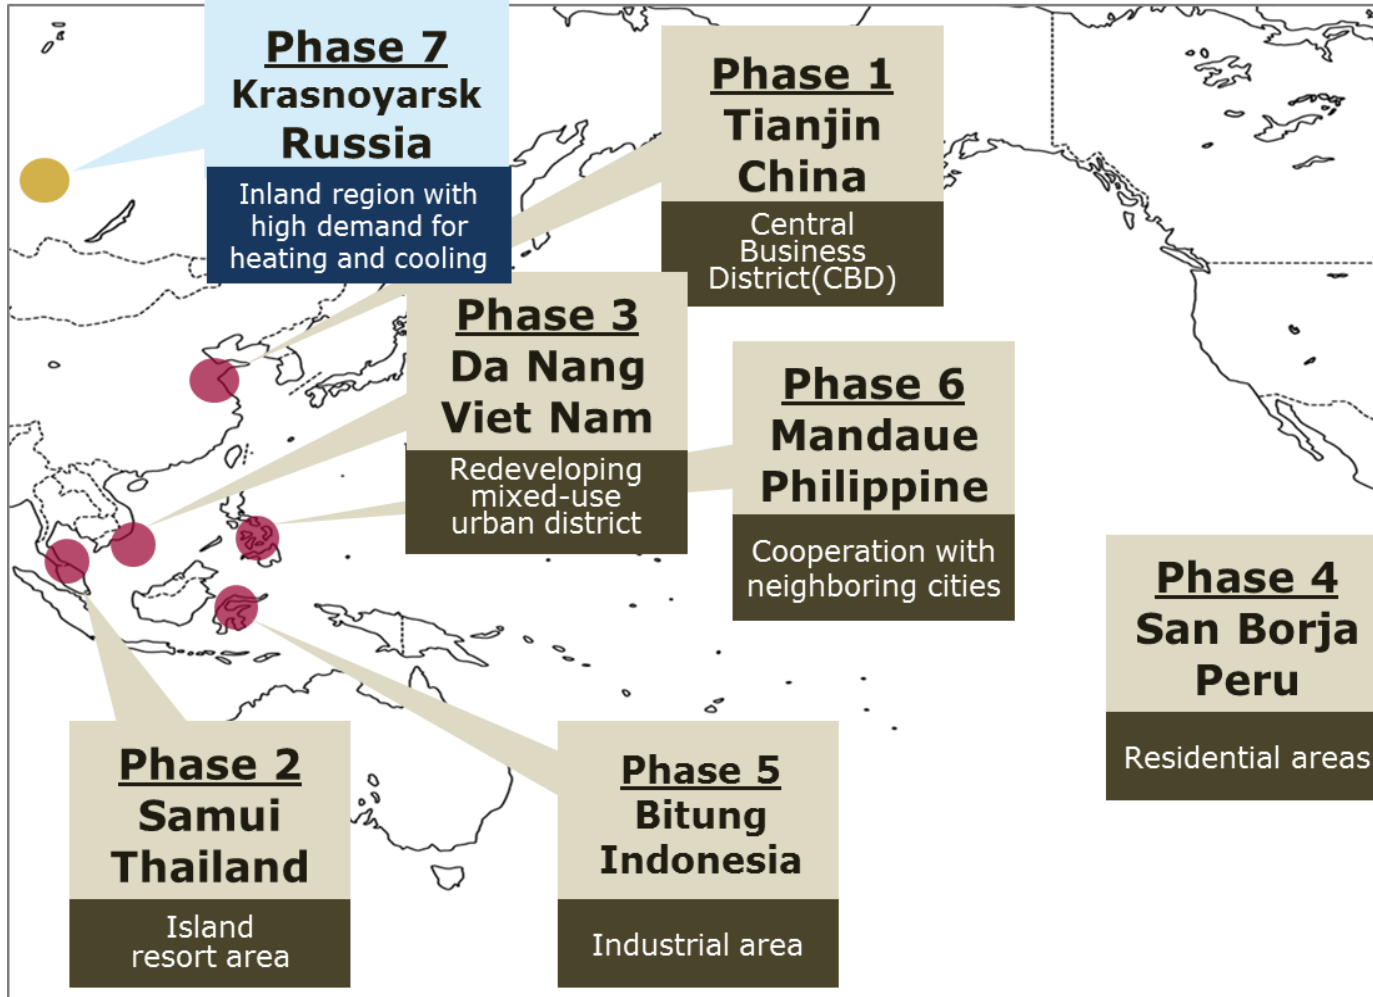 Phase 7
Krasnoyarsk
Russia
Inland region with
high demand for
heating and cooling
Phase 1
Tianjin
China
Central
Business
District(CBD)
Phase 3
Da Nang
Viet Nam
Redeveloping
mixed-use
urban district
Phase 6
Mandaue
Philippine
Cooperation with
neighboring cities
Phase 4
San Borja
Peru
Residential areas
Phase 2
Samui
Thailand
Island
resort area
Phase 5
Bitung
Indonesia
Industrial area